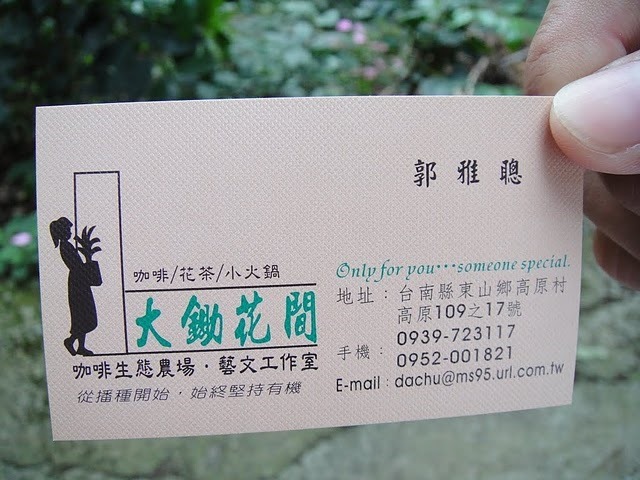 郭雅聰
咖啡/花茶/小火鍋
大鋤花間
咖啡生態農場·藝文工作室
從播種開始，始終堅持有機
Only for you···someone special.
地址：台南縣東山鄉高原村
高原109之17號
手機：0939-723117
0952-001821
E-mail：dachu@ms95.url.com.tw